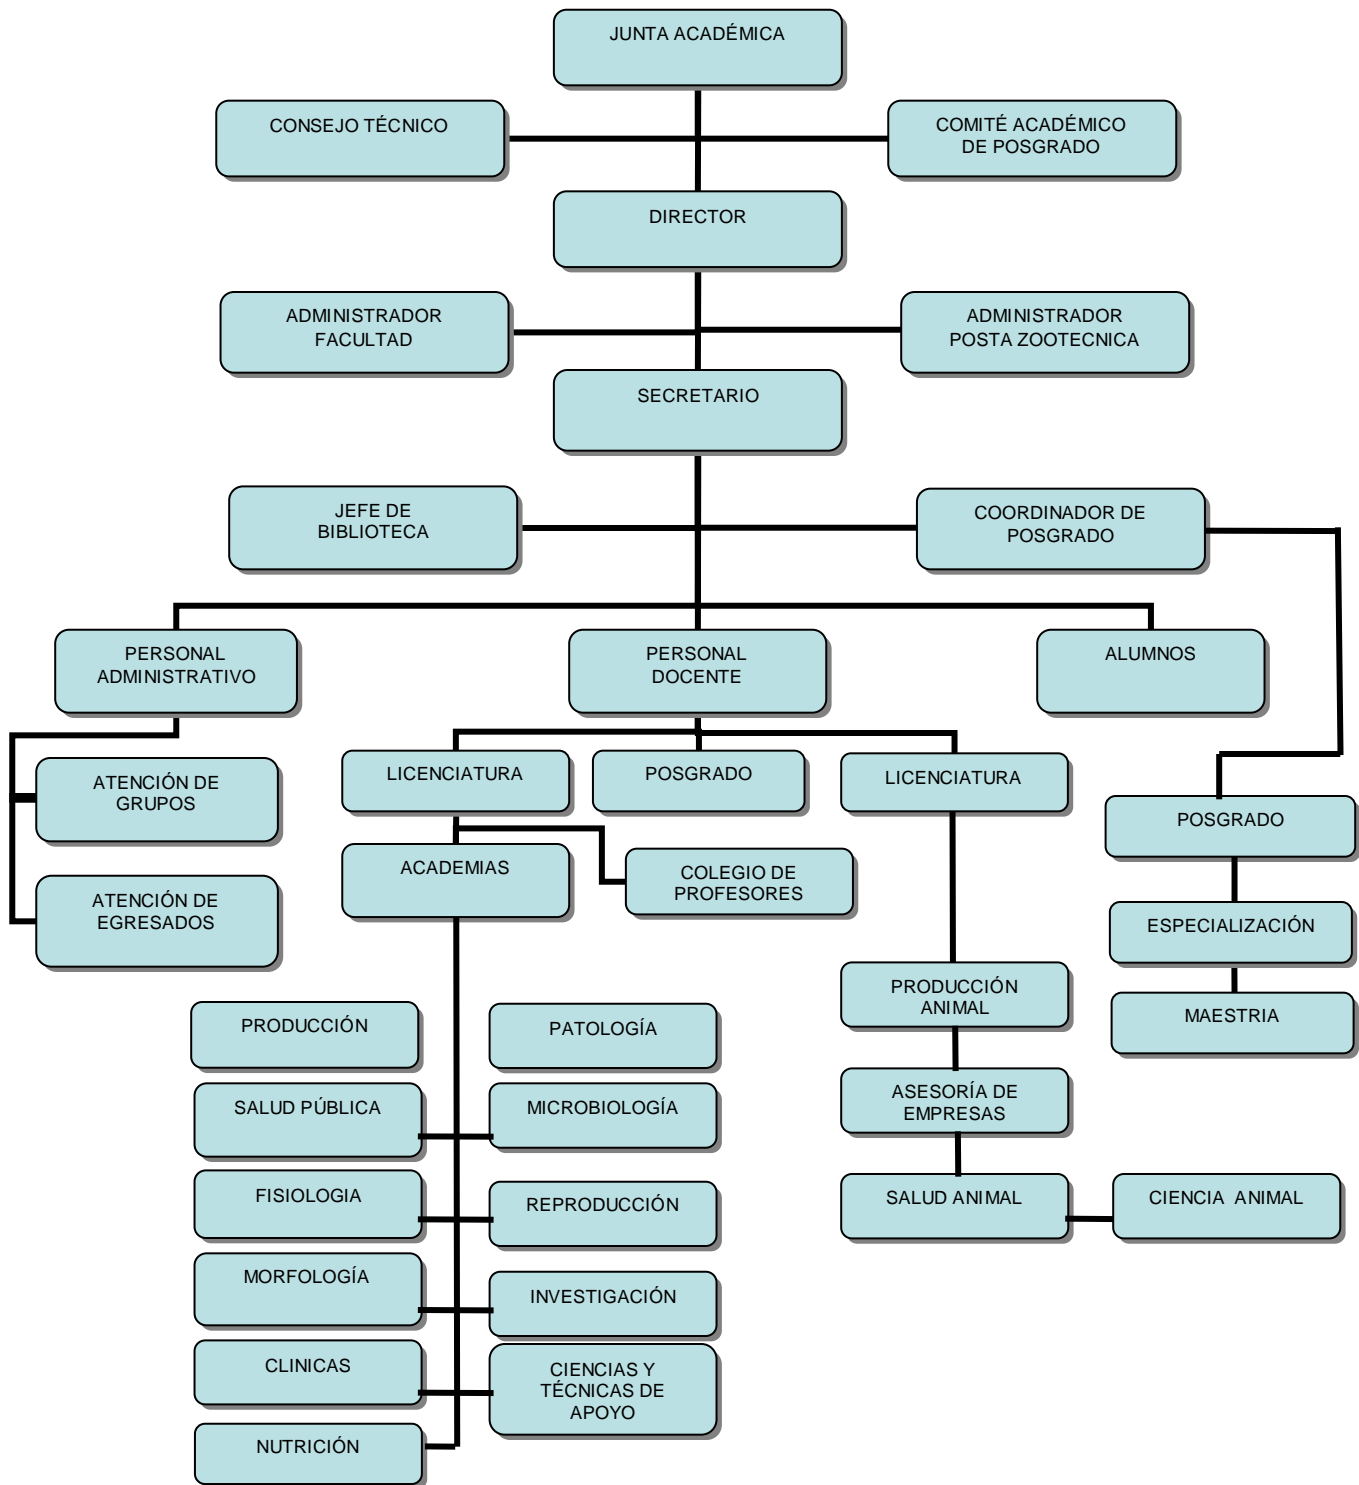 JUNTA ACADÉMICA
CONSEJO TÉCNICO
COMITÉ ACADÉMICO
DE POSGRADO
DIRECTOR
ADMINISTRADOR
FACULTAD
ADMINISTRADOR
POSTA ZOOTECNICA
SECRETARIO
JEFE DE
BIBLIOTECA
COORDINADOR DE
POSGRADO
PERSONAL
ADMINISTRATIVO
PERSONAL
DOCENTE
ALUMNOS
ATENCIÓN DE
GRUPOS
LICENCIATURA
POSGRADO
LICENCIATURA
POSGRADO
ATENCIÓN DE
EGRESADOS
ACADEMIAS
COLEGIO DE
PROFESORES
ESPECIALIZACIÓN
PRODUCCIÓN
ANIMAL
MAESTRIA
PRODUCCIÓN
PATOLOGÍA
ASESORÍA DE
EMPRESAS
SALUD PÚBLICA
MICROBIOLOGÍA
FISIOLOGIA
REPRODUCCIÓN
SALUD ANIMAL
CIENCIA  ANIMAL
MORFOLOGÍA
INVESTIGACIÓN
CLINICAS
CIENCIAS Y
TÉCNICAS DE
APOYO
NUTRICIÓN